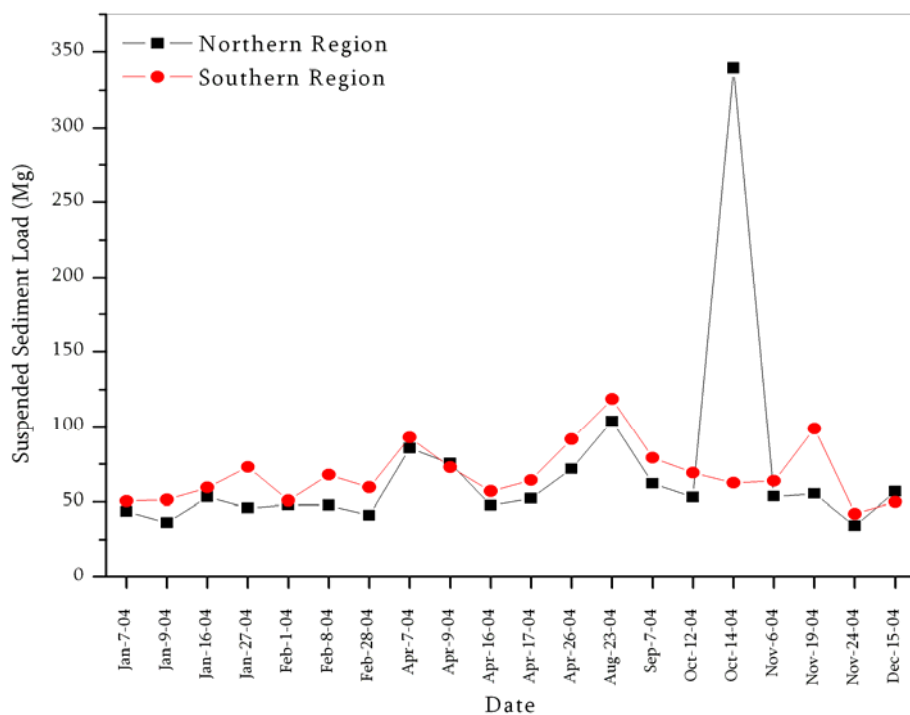 Northern Region
Southern Region
Suspended Sediment Load (Mg)
350
300
250
200
150
100
50
0
Jan-7-04
Jan-9-04
Jan-16-04
Jan-27-04
Feb-1-04
Feb-8-04
Feb-28-04
Apr-7-04
Apr-9-04
Apr-16-04
Apr-17-04
Apr-26-04
Aug-23-04
Sep-7-04
Oct-12-04
Oct-14-04
Nov-6-04
Nov-19-04
Nov-24-04
Dec-15-04
Date